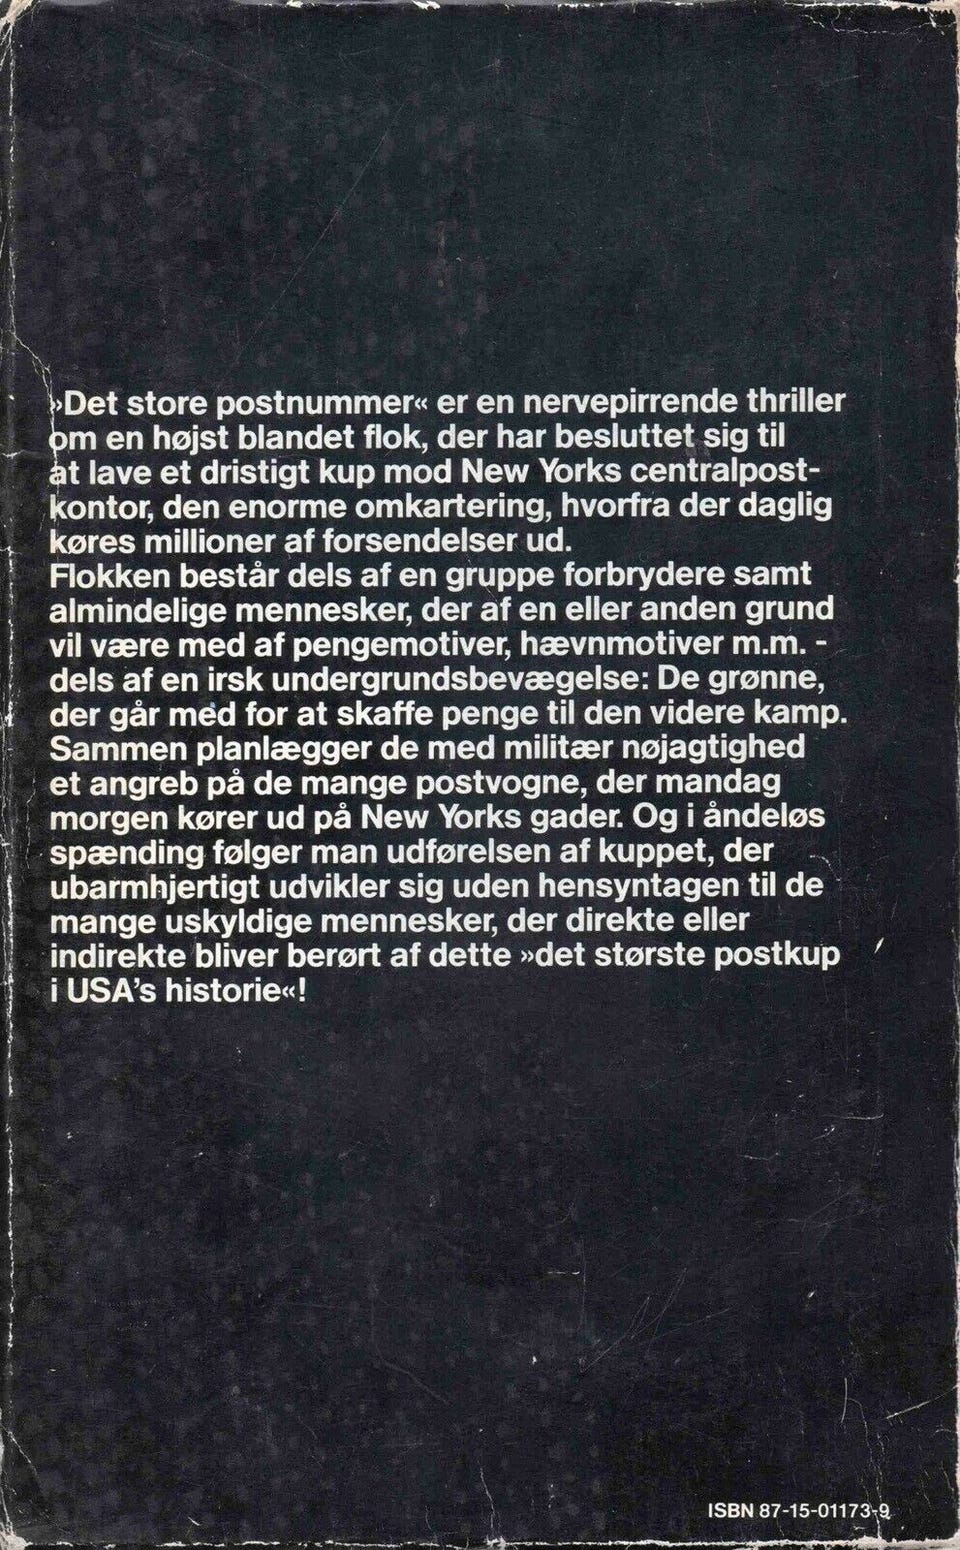 »Det store postnummer« er en nervepirrende thriller
om en højst blandet flok, der har besluttet sig til
at lave et dristigt kup mod New Yorks centralpost-
kontor, den enorme omkartering, hvorfra der daglig
køres millioner af forsendelser ud.
Flokken består dels af en gruppe forbrydere samt
almindelige mennesker, der af en eller anden grund
vil være med af pengemotiver, hævnmotiver m.m. -
dels af en irsk undergrundsbevægelse: De grønne,
der går med for at skaffe penge til den videre kamp.
Sammen planlægger de med militær nøjagtighed
et angreb på de mange postvogne, der mandag
morgen kører ud på New Yorks gader. Og i åndeløs
spænding følger man udførelsen af kuppet, der
ubarmhjertigt udvikler sig uden hensyntagen til de
mange uskyldige mennesker, der direkte eller
indirekte bliver berørt af dette »det største postkup
i USA's historie«!
ISBN 87-15-01173-9